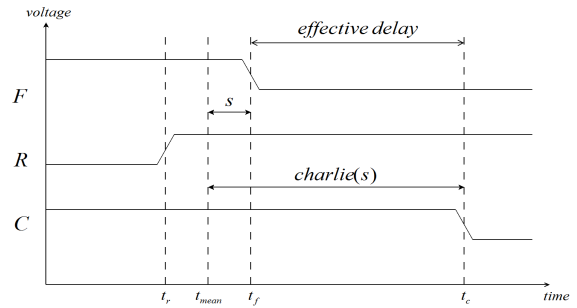 voltage
effective delay
F
s
R
charlie(s)
C
t_r t_mean t_f t_c time